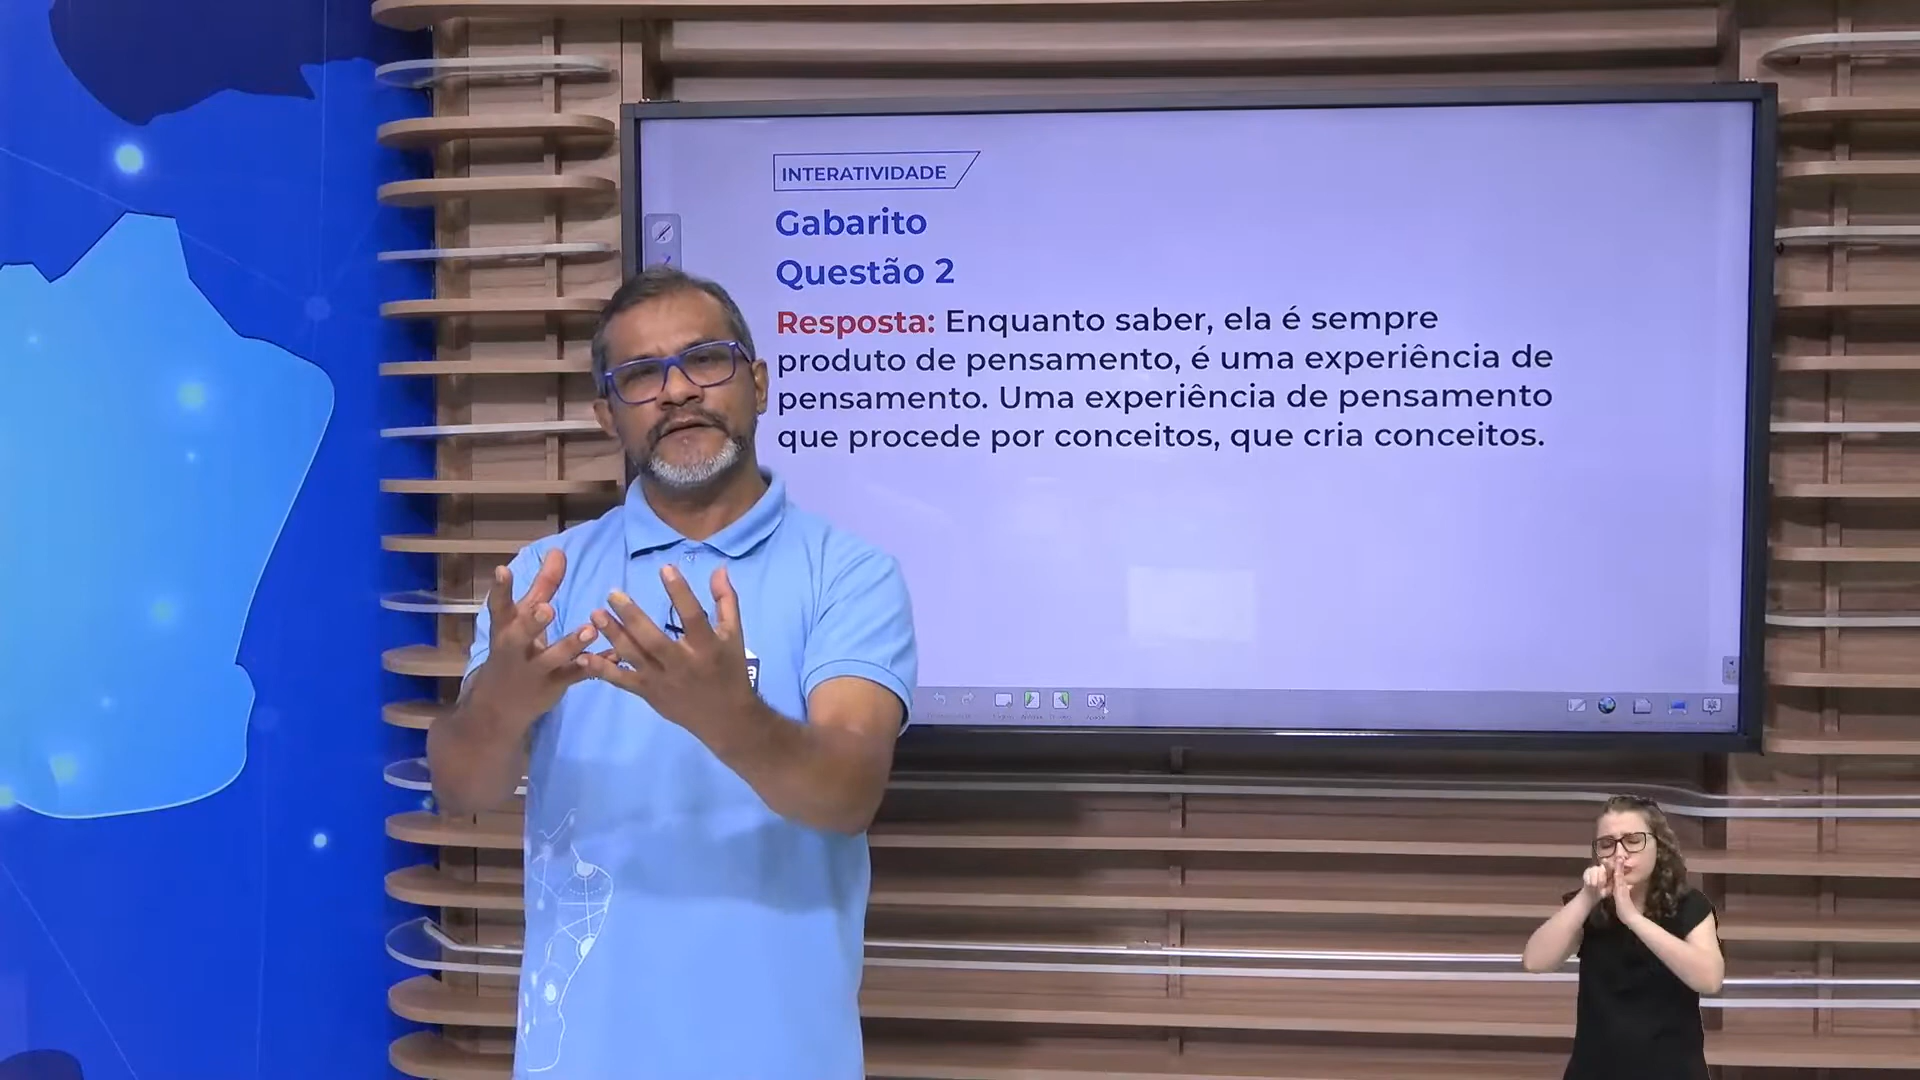 INTERATIVIDADE
Gabarito
Questão 2
Resposta: Enquanto saber, ela é sempre
produto de pensamento, é uma experiência de
pensamento. Uma experiência de pensamento
que procede por conceitos, que cria conceitos.